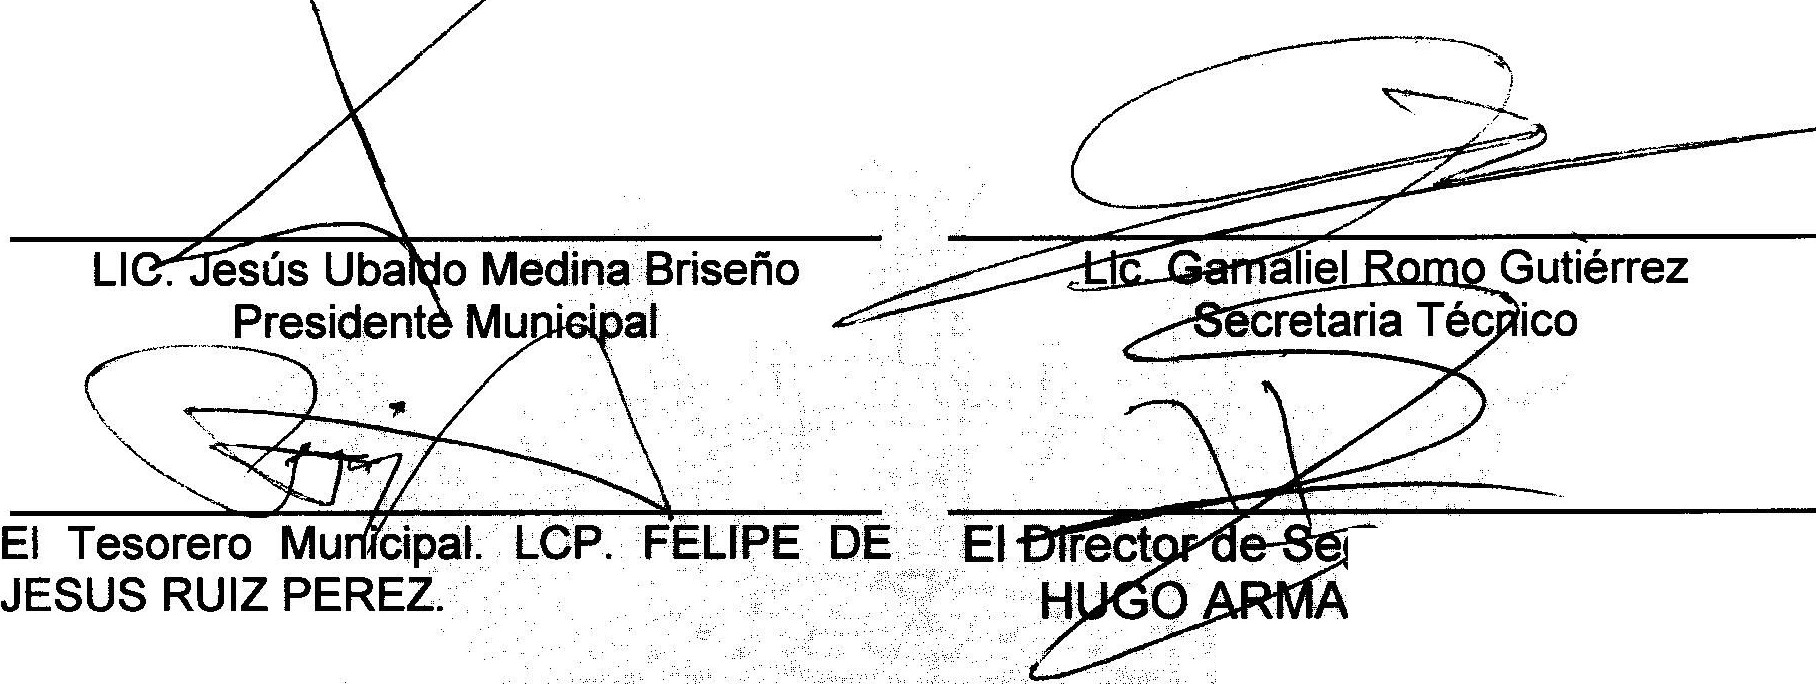 LIC. Jesús Ubaldo Medina Briseño
Presidente Municipal
Lic. Gamaliel Romo Gutiérrez
Secretaria Técnico
El Tesorero Municipal. LCP. FELIPE DE
JESUS RUIZ PEREZ.
El Director de
HUGO ARMA